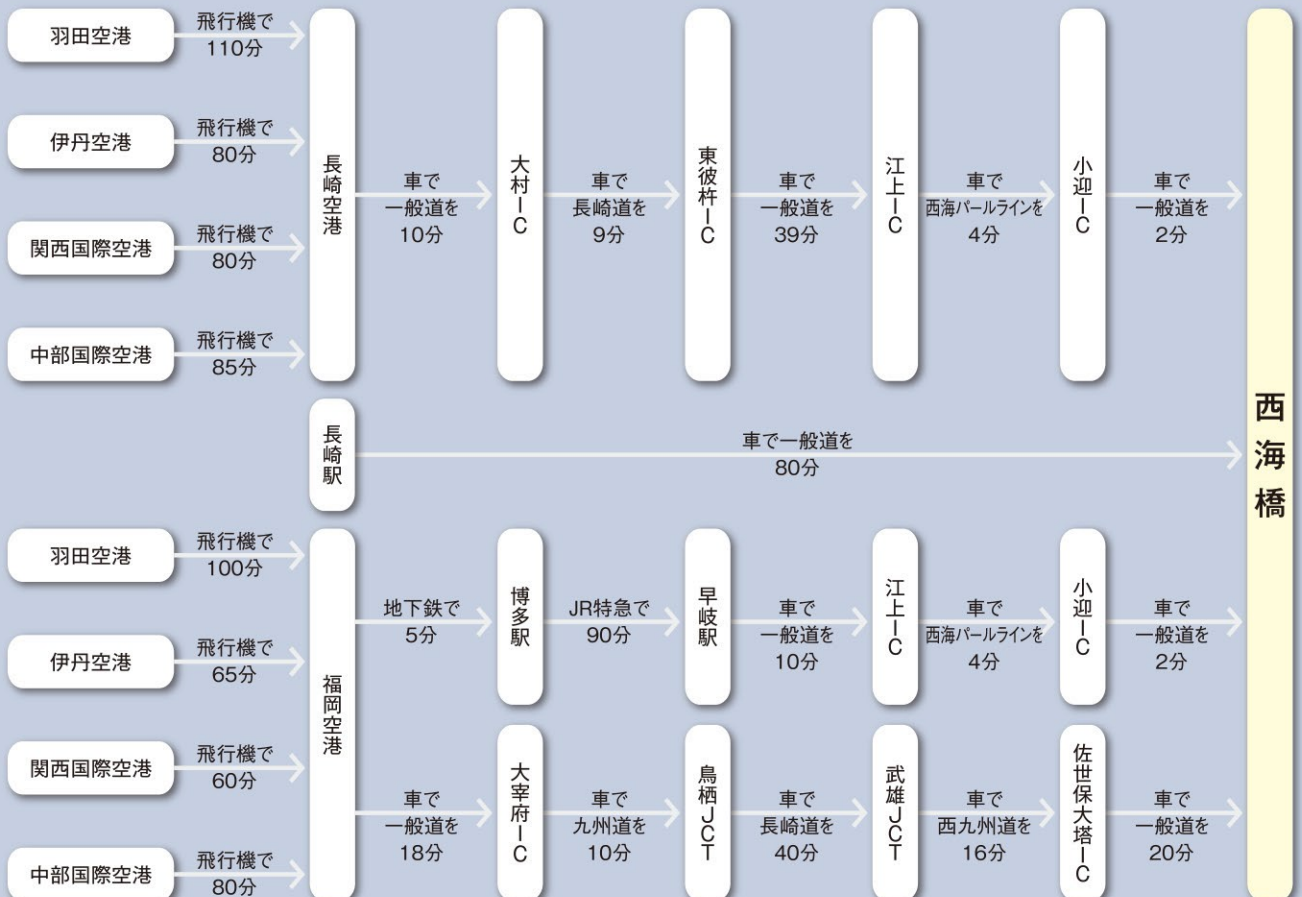 羽田空港
飛行機で
110分
伊丹空港
飛行機で
80分
関西国際空港
飛行機で
80分
中部国際空港
飛行機で
85分
長崎空港
車で
一般道を
10分
大村IC
車で
長崎道を
9分
東彼杵IC
車で
一般道を
39分
江上IC
車で
西海パールラインを
4分
小迎IC
車で
一般道を
2分
長崎駅
車で一般道を
80分
西海橋
羽田空港
飛行機で
100分
伊丹空港
飛行機で
65分
関西国際空港
飛行機で
60分
中部国際空港
飛行機で
80分
福岡空港
地下鉄で
5分
博多駅
JR特急で
90分
早岐駅
車で
一般道を
10分
江上IC
車で
西海パールラインを
4分
小迎IC
車で
一般道を
2分
車で
一般道を
18分
大宰府IC
車で
九州道を
10分
鳥栖JCT
車で
長崎道を
40分
武雄JCT
車で
西九州道を
16分
佐世保大塔IC
車で
一般道を
20分